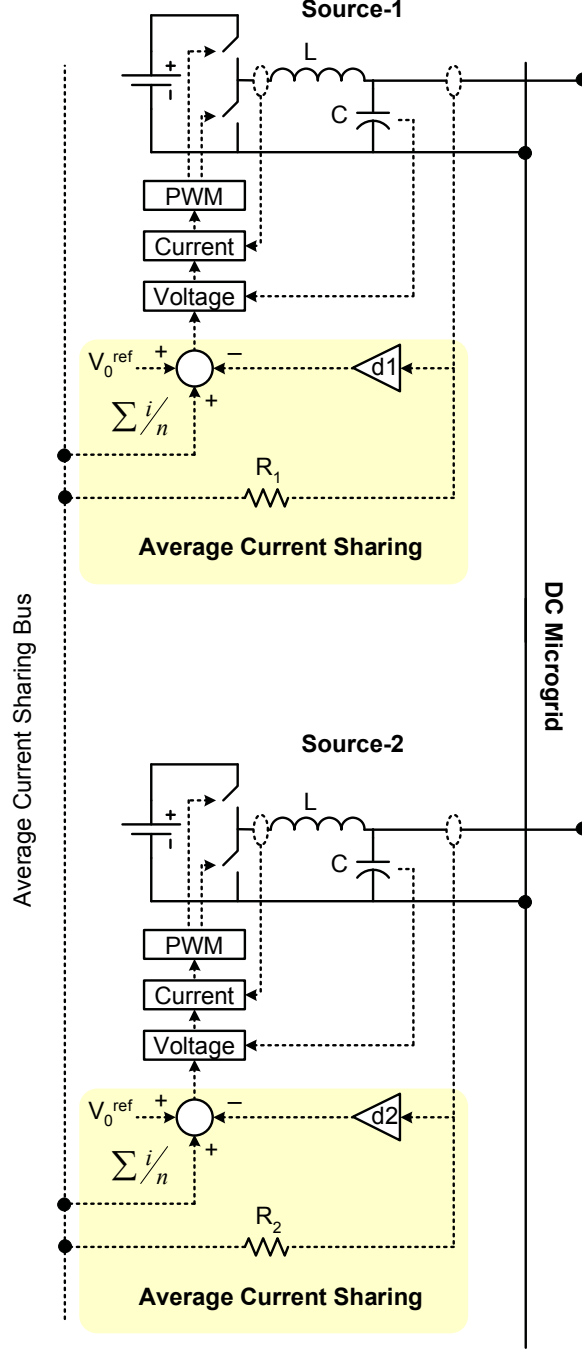 Source-1
+
L
C
PWM
Current
Voltage
V₀ʳᵉᶠ
+
−
d1
+
∑ i/n
R₁
Average Current Sharing
Average Current Sharing Bus
DC Microgrid
Source-2
+
L
C
PWM
Current
Voltage
V₀ʳᵉᶠ
+
−
d2
+
∑ i/n
R₂
Average Current Sharing